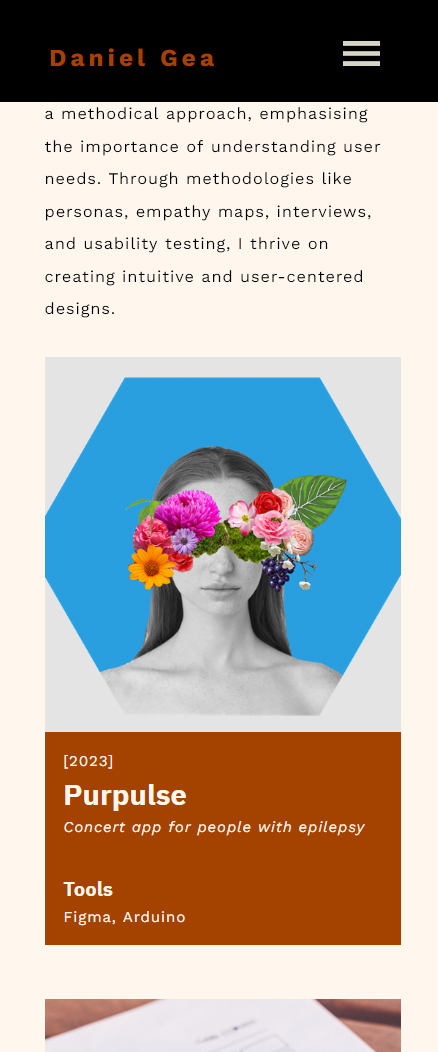 Daniel Gea
a methodical approach, emphasising
the importance of understanding user
needs. Through methodologies like
personas, empathy maps, interviews,
and usability testing, I thrive on
creating intuitive and user-centered
designs.
[2023]
Purpulse
Concert app for people with epilepsy
Tools
Figma, Arduino